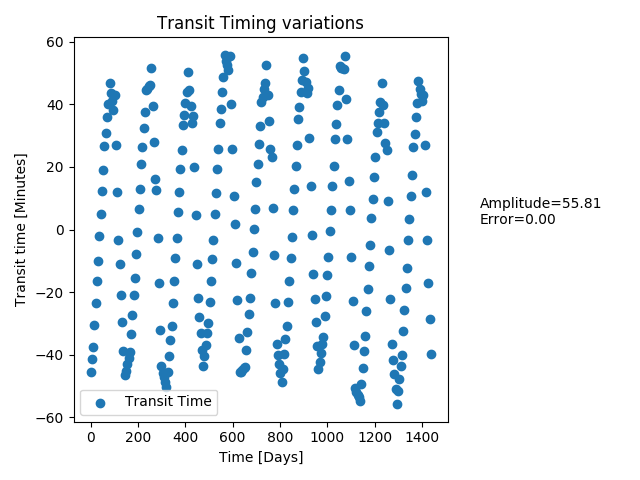 Transit Timing variations
60
40
20
0
−20
−40
−60
Transit time [Minutes]
Transit Time
0 200 400 600 800 1000 1200 1400
Time [Days]
Amplitude=55.81
Error=0.00